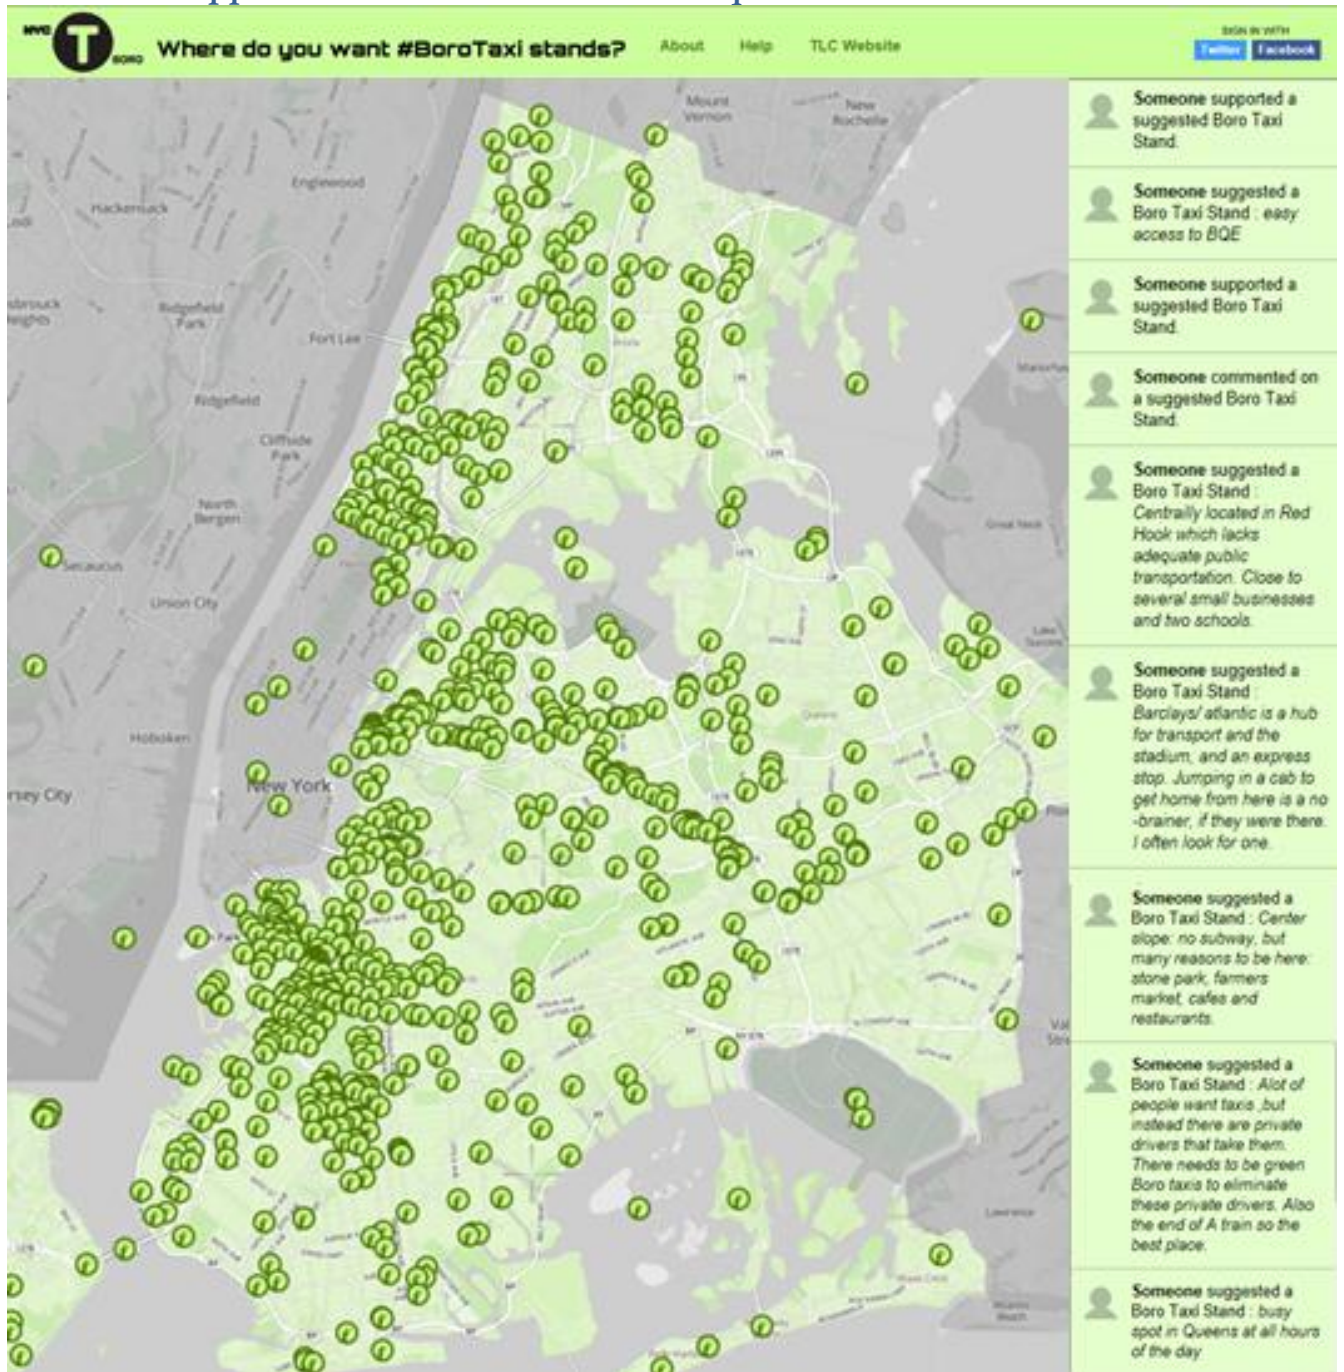 NYC
T
BORO
Where do you want #BoroTaxi stands?
About
Help
TLC Website
SIGN IN WITH
Twitter
Facebook
Mount
Vernon
New
Rochelle
Englewood
Hackensack
Ridgefield
Park
Fort Lee
Ridgefield
Cliffside
Park
North
Bergen
Great Neck
Secaucus
Union City
Hoboken
Queens
New York
Lawrence
Someone supported a
suggested Boro Taxi
Stand.
Someone suggested a
Boro Taxi Stand : easy
access to BQE
Someone supported a
suggested Boro Taxi
Stand.
Someone commented on
a suggested Boro Taxi
Stand.
Someone suggested a
Boro Taxi Stand :
Centrailly located in Red
Hook which lacks
adequate public
transportation. Close to
several small businesses
and two schools.
Someone suggested a
Boro Taxi Stand :
Barclays/ atlantic is a hub
for transport and the
stadium, and an express
stop. Jumping in a cab to
get home from here is a no
-brainer, if they were there.
I often look for one.
Someone suggested a
Boro Taxi Stand : Center
slope: no subway, but
many reasons to be here:
stone park, farmers
market, cafes and
restaurants.
Someone suggested a
Boro Taxi Stand : Alot of
people want taxis ,but
instead there are private
drivers that take them.
There needs to be green
Boro taxis to eliminate
these private drivers. Also
the end of A train so the
best place.
Someone suggested a
Boro Taxi Stand : busy
spot in Queens at all hours
of the day